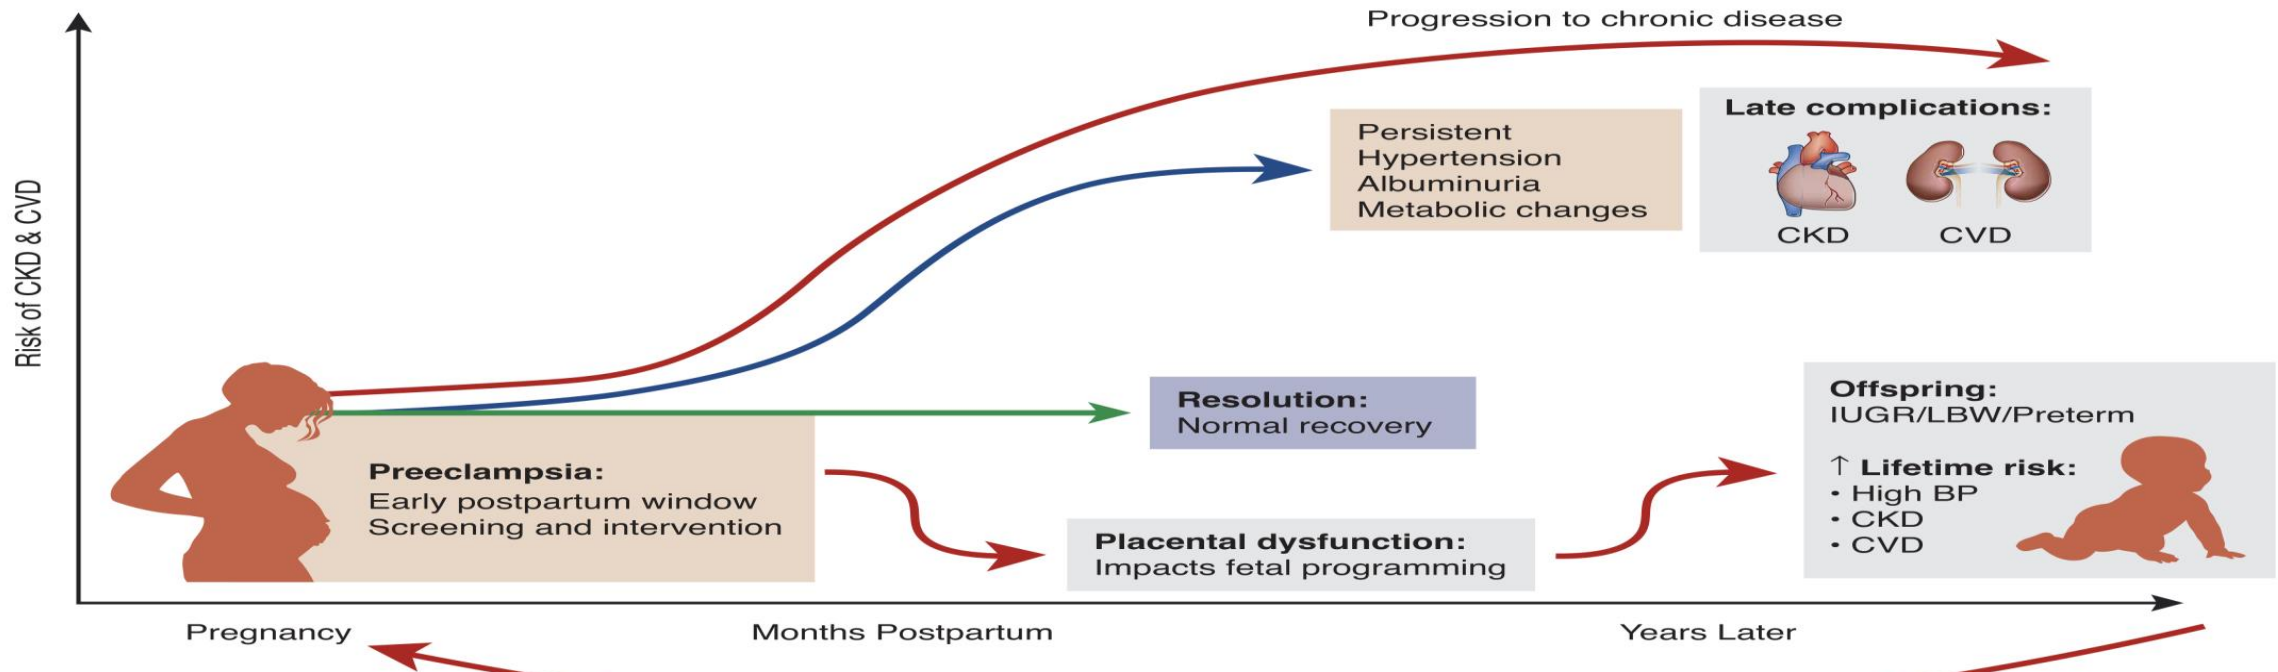 Progression to chronic disease
Risk of CKD & CVD
Persistent
Hypertension
Albuminuria
Metabolic changes
Late complications:
CKD
CVD
Resolution:
Normal recovery
Preeclampsia:
Early postpartum window
Screening and intervention
Placental dysfunction:
Impacts fetal programming
Offspring:
IUGR/LBW/Preterm
↑ Lifetime risk:
• High BP
• CKD
• CVD
Pregnancy
Months Postpartum
Years Later